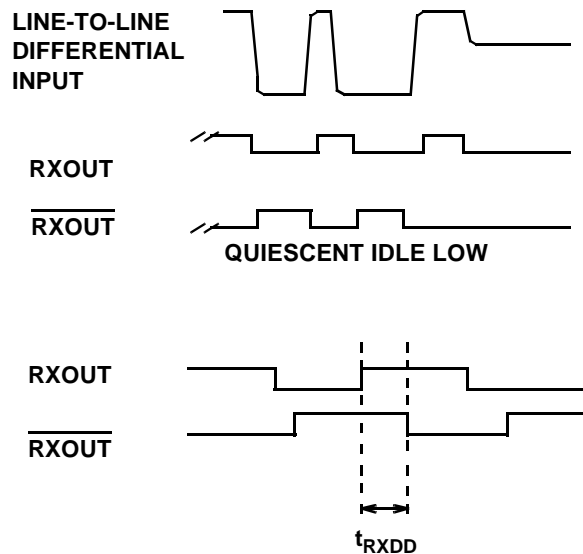 LINE-TO-LINE
DIFFERENTIAL
INPUT
RXOUT
RXOUT
QUIESCENT IDLE LOW
RXOUT
RXOUT
tRXDD